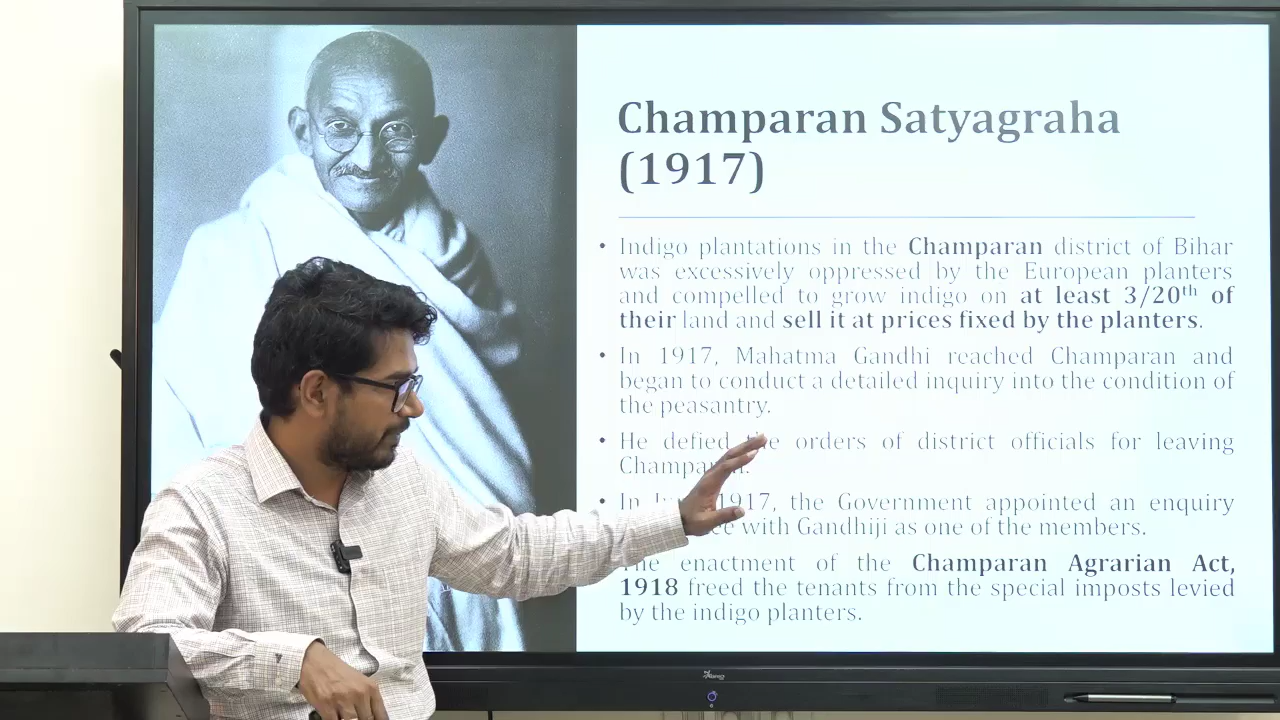 Champaran Satyagraha
(1917)
• Indigo plantations in the Champaran district of Bihar
was excessively oppressed by the European planters
and compelled to grow indigo on at least 3/20th of
their land and sell it at prices fixed by the planters.
• In 1917, Mahatma Gandhi reached Champaran and
began to conduct a detailed inquiry into the condition of
the peasantry.
• He defied the orders of district officials for leaving
Champaran.
• In 1917, the Government appointed an enquiry
with Gandhiji as one of the members.
The enactment of the Champaran Agrarian Act,
1918 freed the tenants from the special imposts levied
by the indigo planters.